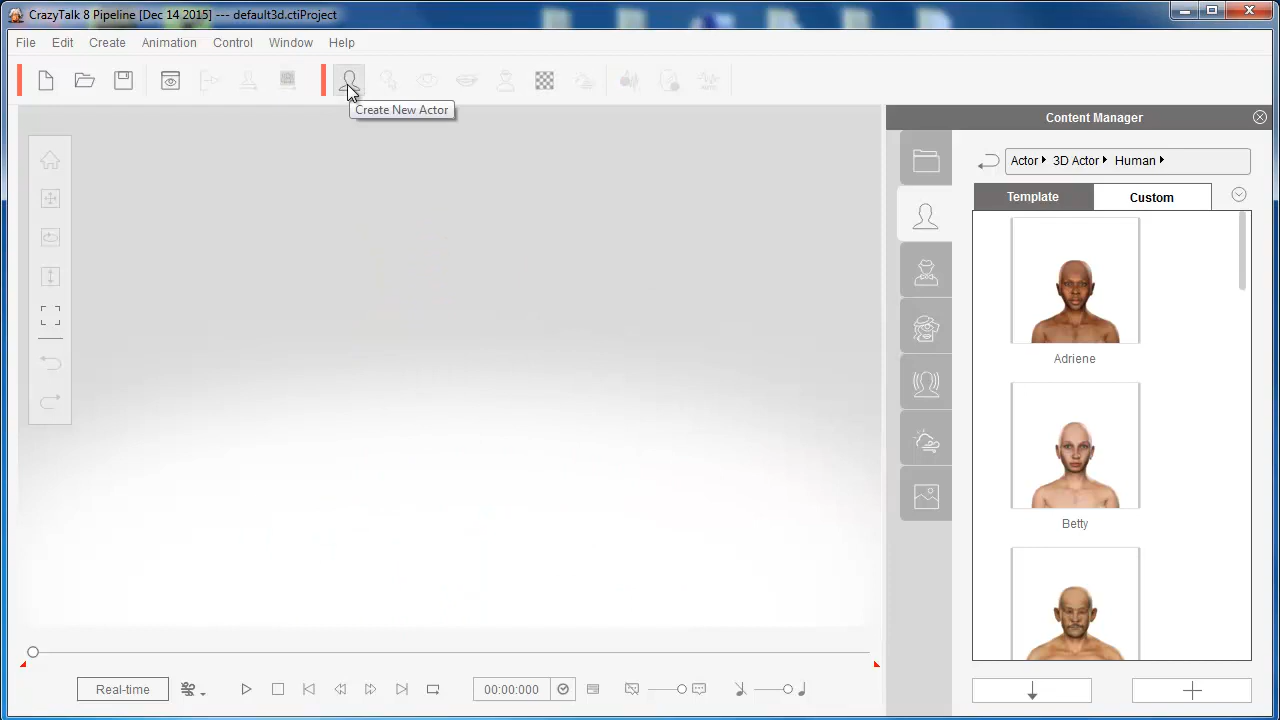 CrazyTalk 8 Pipeline [Dec 14 2015] --- default3d.ctiProject
File Edit Create Animation Control Window Help
Create New Actor
Content Manager
Actor 3D Actor Human
Template Custom
Adriene
Betty
Real-time
00:00:000